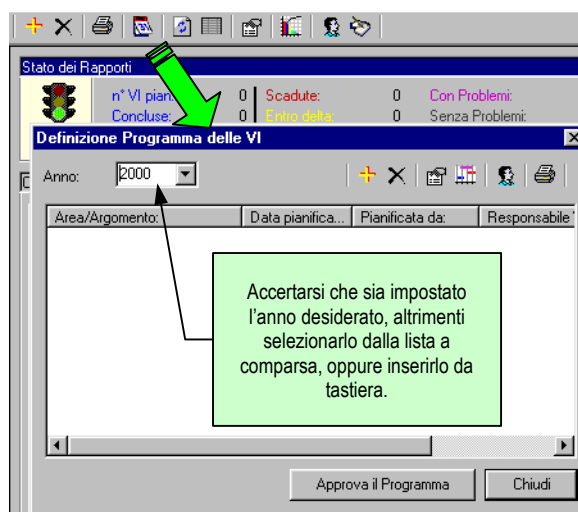 Stato dei Rapporti
n° VI pian. 0 Scadute: 0 Con Problemi:
Concluse: 0 Entro delta: 0 Senza Problemi:
Definizione Programma delle VI
Anno: 2000
Area/Argomento: Data pianifica... Pianificata da: Responsabile
Accertarsi che sia impostato
l'anno desiderato, altrimenti
selezionarlo dalla lista a
comparsa, oppure inserirlo da
tastiera.
Approva il Programma Chiudi